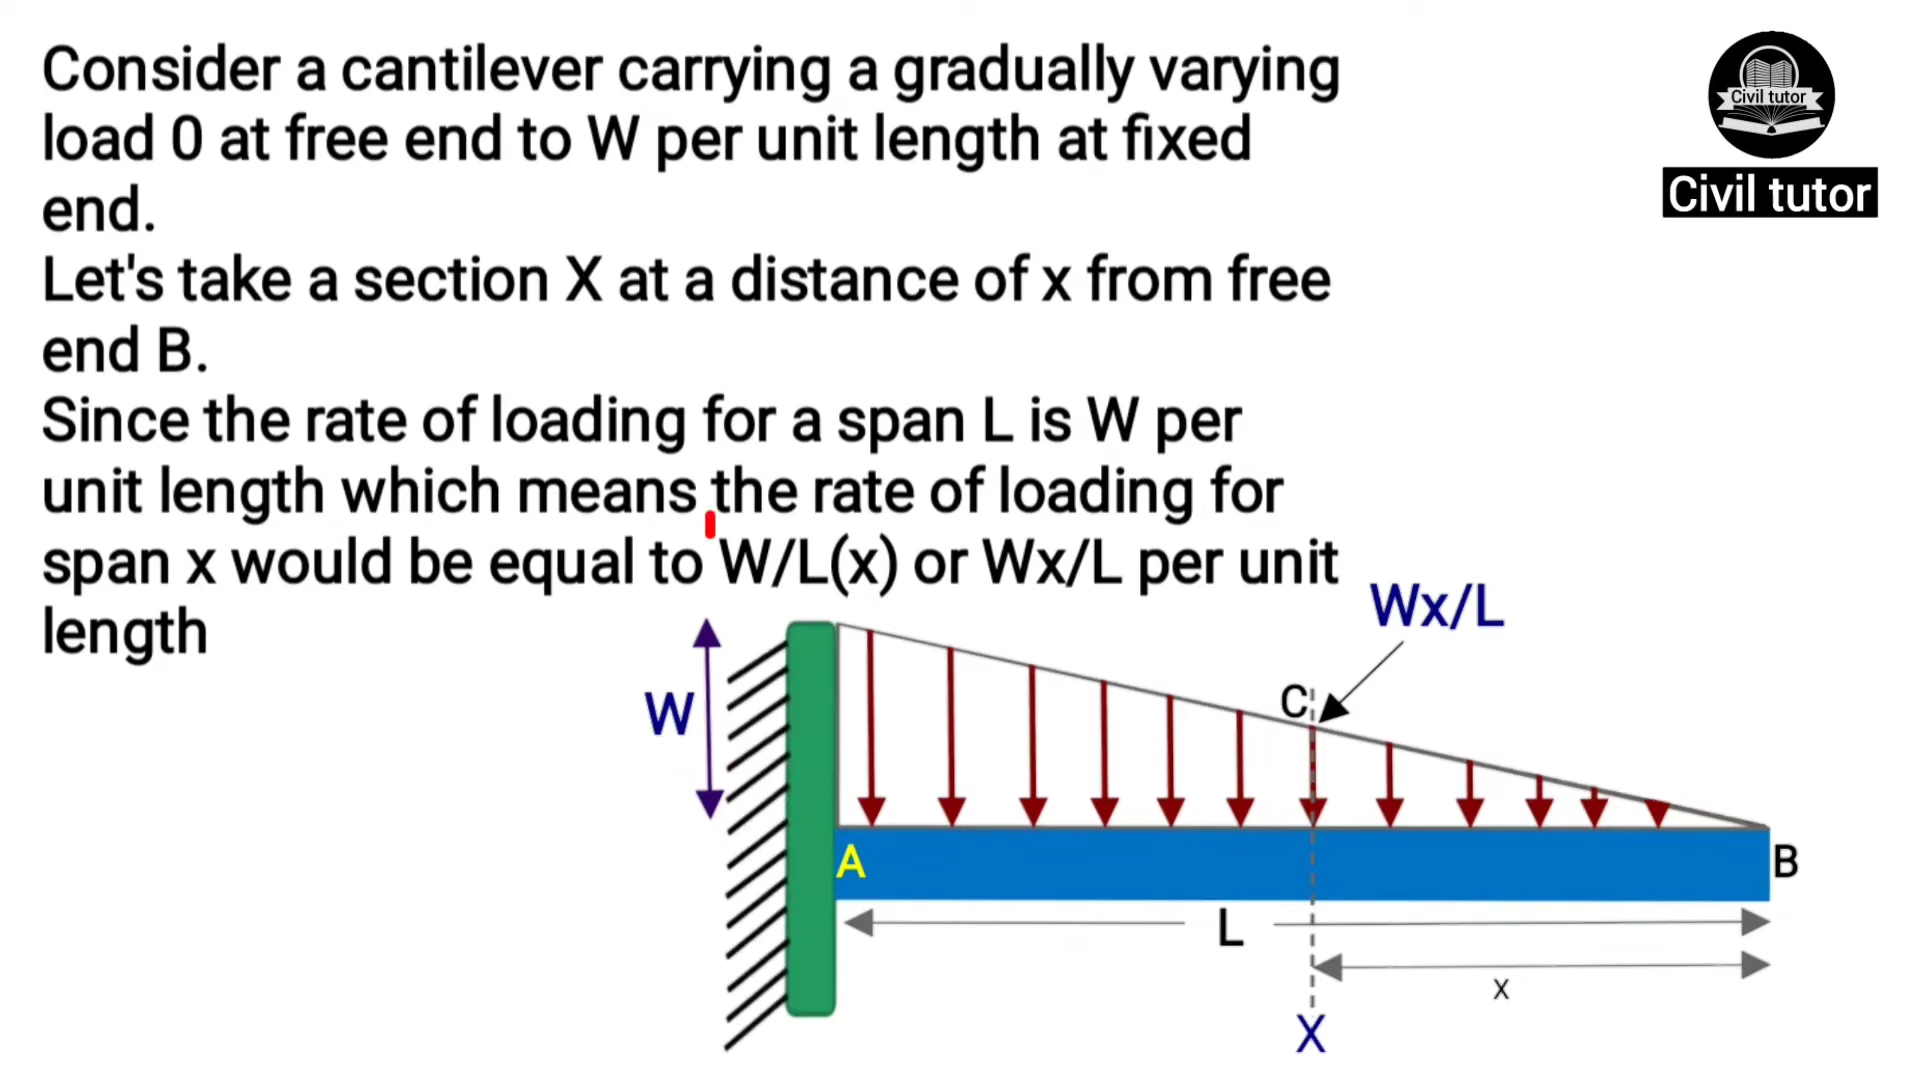 Consider a cantilever carrying a gradually varying
load 0 at free end to W per unit length at fixed
end.
Let's take a section X at a distance of x from free
end B.
Since the rate of loading for a span L is W per
unit length which means the rate of loading for
span x would be equal to W/L(x) or Wx/L per unit
length
Civil tutor
Civil tutor
Wx/L
W
C
A
B
L
x
X